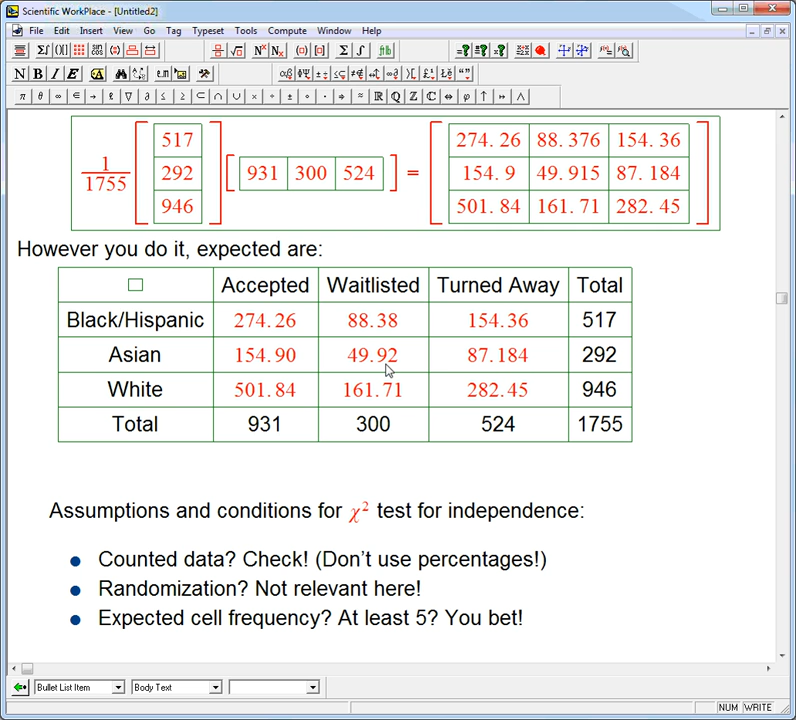 Scientific WorkPlace - [Untitled2]
File Edit Insert View Go Tag Typeset Tools Compute Window Help
1/1755 [517 292 946] [931 300 524] = [274. 26 88. 376 154. 36
154. 9 49. 915 87. 184
501. 84 161. 71 282. 45]
However you do it, expected are:
Accepted Waitlisted Turned Away Total
Black/Hispanic 274. 26 88. 38 154. 36 517
Asian 154. 90 49. 92 87. 184 292
White 501. 84 161. 71 282. 45 946
Total 931 300 524 1755
Assumptions and conditions for χ² test for independence:
• Counted data? Check! (Don't use percentages!)
• Randomization? Not relevant here!
• Expected cell frequency? At least 5? You bet!
Bullet List Item Body Text
NUM WRITE